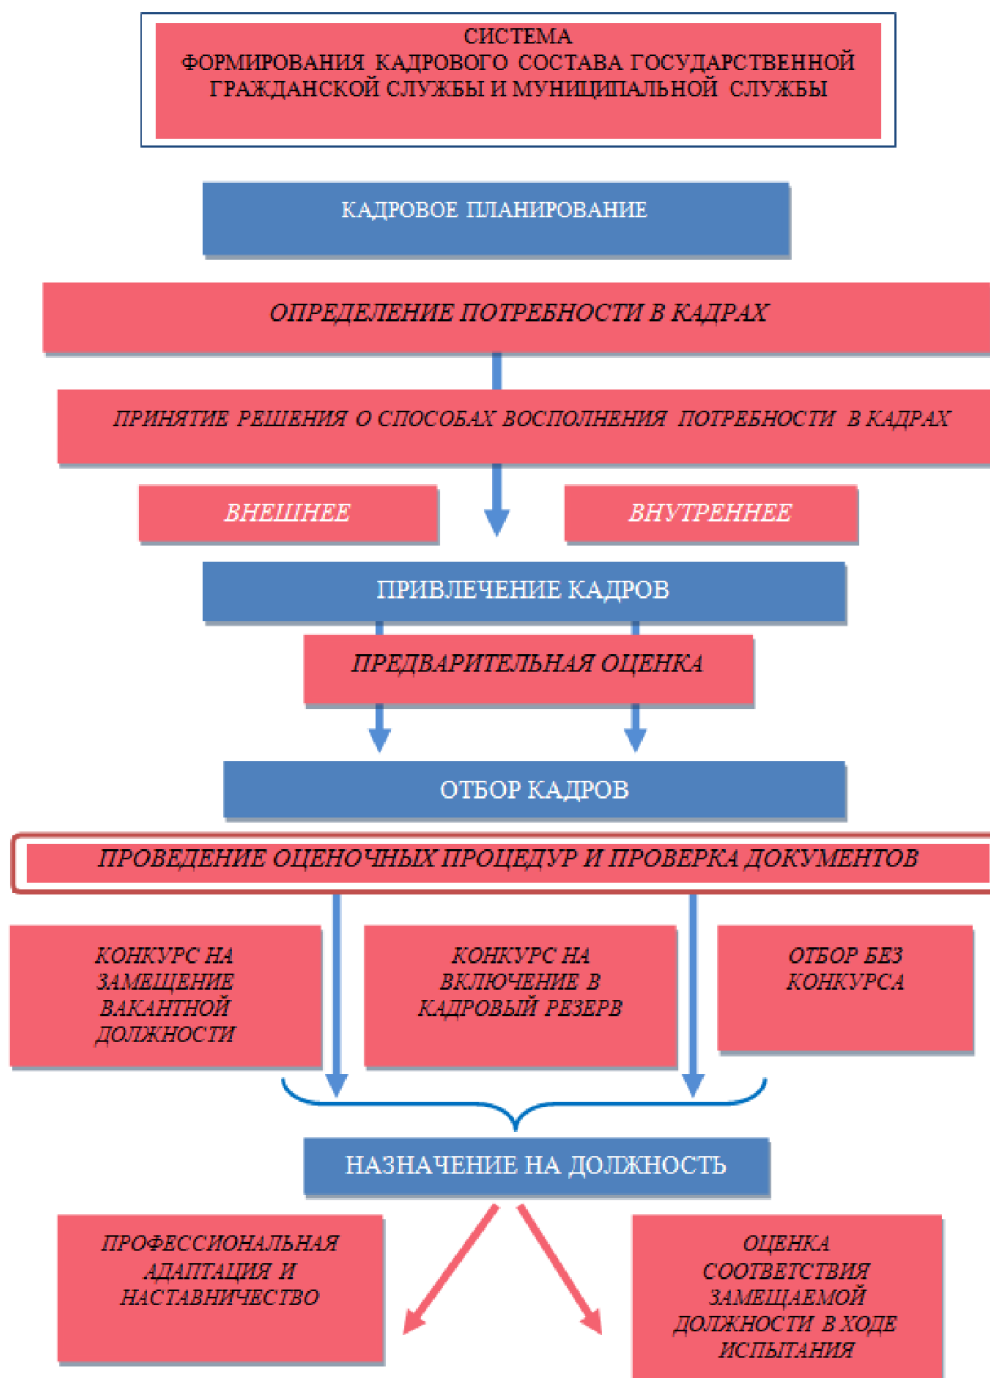 СИСТЕМА
ФОРМИРОВАНИЯ КАДРОВОГО СОСТАВА ГОСУДАРСТВЕННОЙ
ГРАЖДАНСКОЙ СЛУЖБЫ И МУНИЦИПАЛЬНОЙ СЛУЖБЫ
КАДРОВОЕ ПЛАНИРОВАНИЕ
ОПРЕДЕЛЕНИЕ ПОТРЕБНОСТИ В КАДРАХ
ПРИНЯТИЕ РЕШЕНИЯ О СПОСОБАХ ВОСПОЛНЕНИЯ ПОТРЕБНОСТИ В КАДРАХ
ВНЕШНЕЕ
ВНУТРЕННЕЕ
ПРИВЛЕЧЕНИЕ КАДРОВ
ПРЕДВАРИТЕЛЬНАЯ ОЦЕНКА
ОТБОР КАДРОВ
ПРОВЕДЕНИЕ ОЦЕНОЧНЫХ ПРОЦЕДУР И ПРОВЕРКА ДОКУМЕНТОВ
КОНКУРС НА
ЗАМЕЩЕНИЕ
ВАКАНТНОЙ
ДОЛЖНОСТИ
КОНКУРС НА
ВКЛЮЧЕНИЕ В
КАДРОВЫЙ РЕЗЕРВ
ОТБОР БЕЗ
КОНКУРСА
НАЗНАЧЕНИЕ НА ДОЛЖНОСТЬ
ПРОФЕССИОНАЛЬНАЯ
АДАПТАЦИЯ И
НАСТАВНИЧЕСТВО
ОЦЕНКА
СООТВЕТСТВИЯ
ЗАМЕЩАЕМОЙ
ДОЛЖНОСТИ В ХОДЕ
ИСПЫТАНИЯ